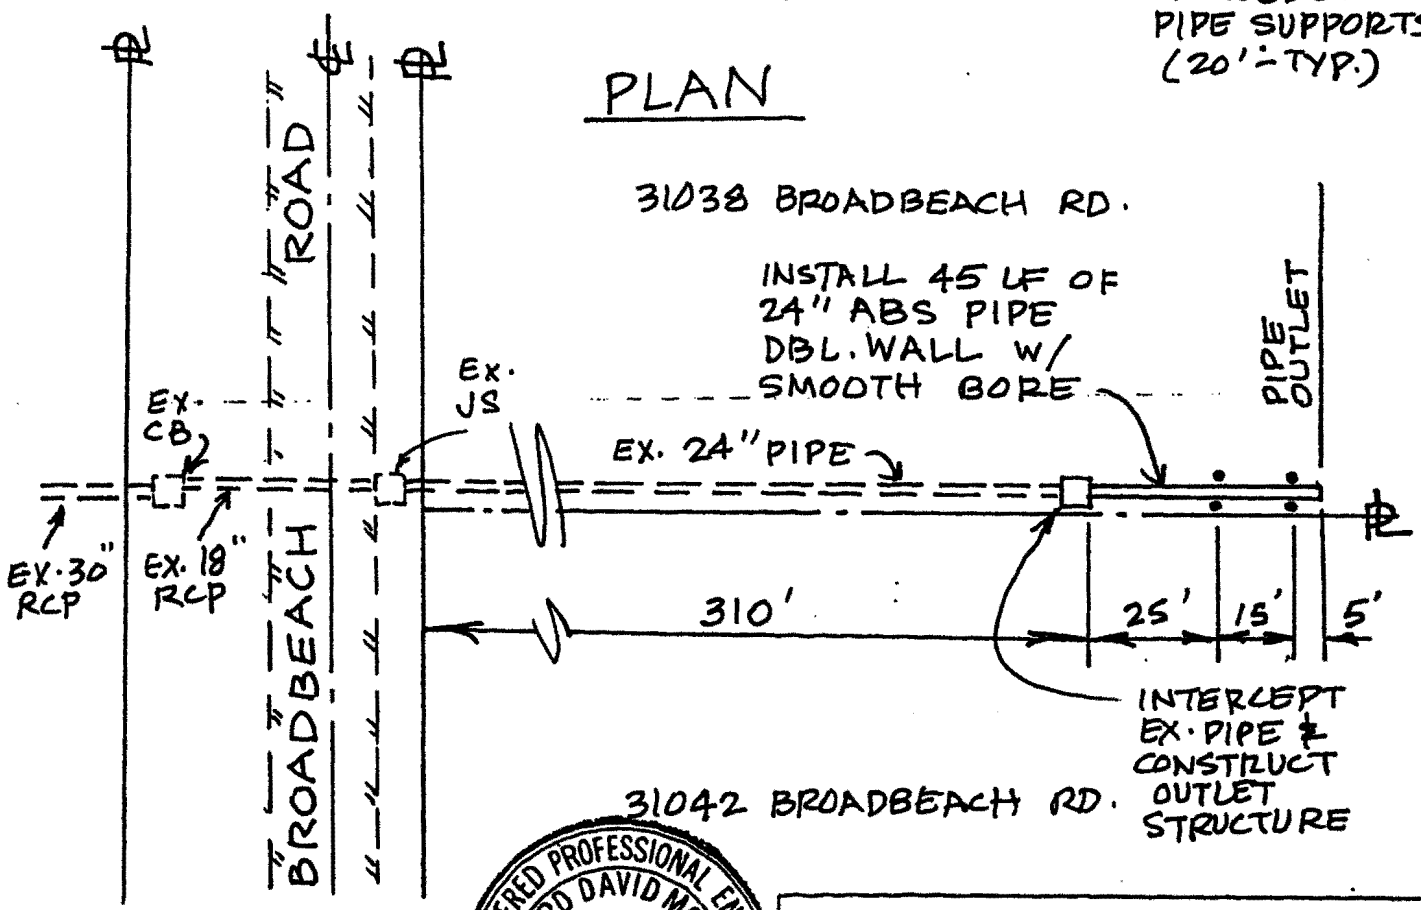 PIPE SUPPORTS
(20'-TYP.)
PLAN
BROADBEACH ROAD
31038 BROADBEACH RD.
INSTALL 45 LF OF
24" ABS PIPE
DBL. WALL W/
SMOOTH BORE
PIPE
OUTLET
EX.
CB
EX.
JS
EX. 24" PIPE
EX. 30"
RCP
EX. 18"
RCP
310'
25'
15'
5'
INTERCEPT
EX. PIPE &
CONSTRUCT
OUTLET
STRUCTURE
31042 BROADBEACH RD.
PROFESSIONAL
DAVID